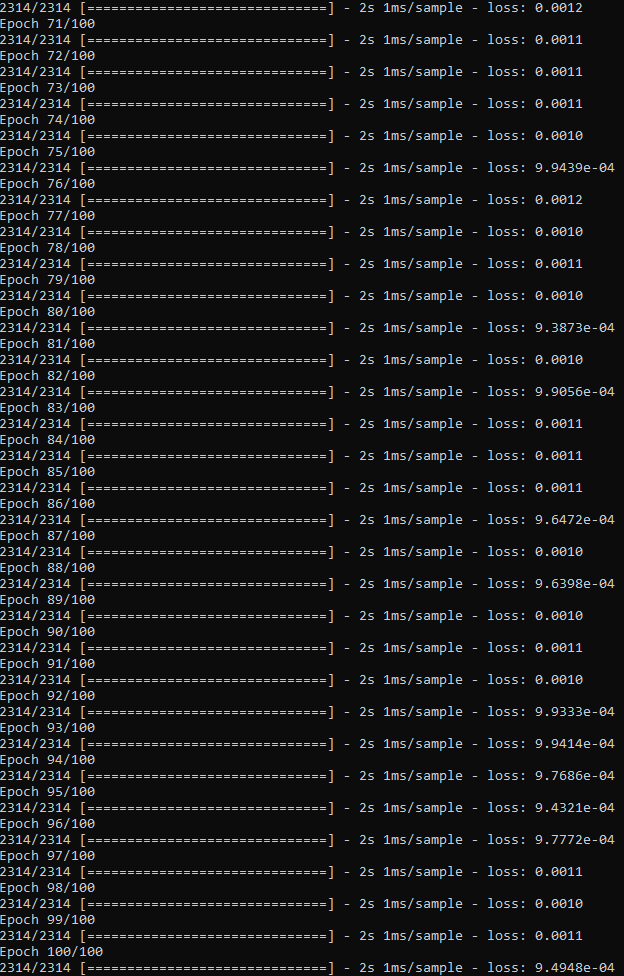 2314/2314 [==============================] - 2s 1ms/sample - loss: 0.0012
Epoch 71/100
2314/2314 [==============================] - 2s 1ms/sample - loss: 0.0011
Epoch 72/100
2314/2314 [==============================] - 2s 1ms/sample - loss: 0.0011
Epoch 73/100
2314/2314 [==============================] - 2s 1ms/sample - loss: 0.0011
Epoch 74/100
2314/2314 [==============================] - 2s 1ms/sample - loss: 0.0010
Epoch 75/100
2314/2314 [==============================] - 2s 1ms/sample - loss: 9.9439e-04
Epoch 76/100
2314/2314 [==============================] - 2s 1ms/sample - loss: 0.0012
Epoch 77/100
2314/2314 [==============================] - 2s 1ms/sample - loss: 0.0010
Epoch 78/100
2314/2314 [==============================] - 2s 1ms/sample - loss: 0.0011
Epoch 79/100
2314/2314 [==============================] - 2s 1ms/sample - loss: 0.0010
Epoch 80/100
2314/2314 [==============================] - 2s 1ms/sample - loss: 9.3873e-04
Epoch 81/100
2314/2314 [==============================] - 2s 1ms/sample - loss: 0.0010
Epoch 82/100
2314/2314 [==============================] - 2s 1ms/sample - loss: 9.9056e-04
Epoch 83/100
2314/2314 [==============================] - 2s 1ms/sample - loss: 0.0011
Epoch 84/100
2314/2314 [==============================] - 2s 1ms/sample - loss: 0.0011
Epoch 85/100
2314/2314 [==============================] - 2s 1ms/sample - loss: 0.0011
Epoch 86/100
2314/2314 [==============================] - 2s 1ms/sample - loss: 9.6472e-04
Epoch 87/100
2314/2314 [==============================] - 2s 1ms/sample - loss: 0.0010
Epoch 88/100
2314/2314 [==============================] - 2s 1ms/sample - loss: 9.6398e-04
Epoch 89/100
2314/2314 [==============================] - 2s 1ms/sample - loss: 0.0010
Epoch 90/100
2314/2314 [==============================] - 2s 1ms/sample - loss: 0.0011
Epoch 91/100
2314/2314 [==============================] - 2s 1ms/sample - loss: 0.0010
Epoch 92/100
2314/2314 [==============================] - 2s 1ms/sample - loss: 9.9333e-04
Epoch 93/100
2314/2314 [==============================] - 2s 1ms/sample - loss: 9.9414e-04
Epoch 94/100
2314/2314 [==============================] - 2s 1ms/sample - loss: 9.7686e-04
Epoch 95/100
2314/2314 [==============================] - 2s 1ms/sample - loss: 9.4321e-04
Epoch 96/100
2314/2314 [==============================] - 2s 1ms/sample - loss: 9.7772e-04
Epoch 97/100
2314/2314 [==============================] - 2s 1ms/sample - loss: 0.0011
Epoch 98/100
2314/2314 [==============================] - 2s 1ms/sample - loss: 0.0010
Epoch 99/100
2314/2314 [==============================] - 2s 1ms/sample - loss: 0.0011
Epoch 100/100
2314/2314 [==============================] - 2s 1ms/sample - loss: 9.4948e-04